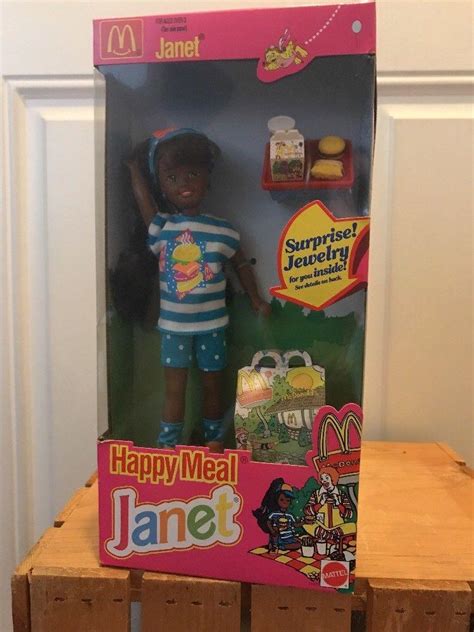 FOR AGES OVER 3
Janet®
Surprise!
Jewelry
for you inside!
See details on back.
Happy Meal®
Janet®
MATTEL